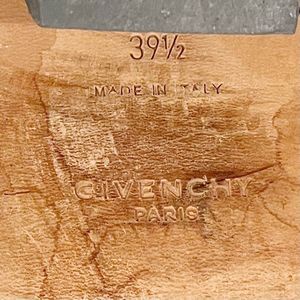 39½
MADE IN ITALY
GIVENCHY
PARIS